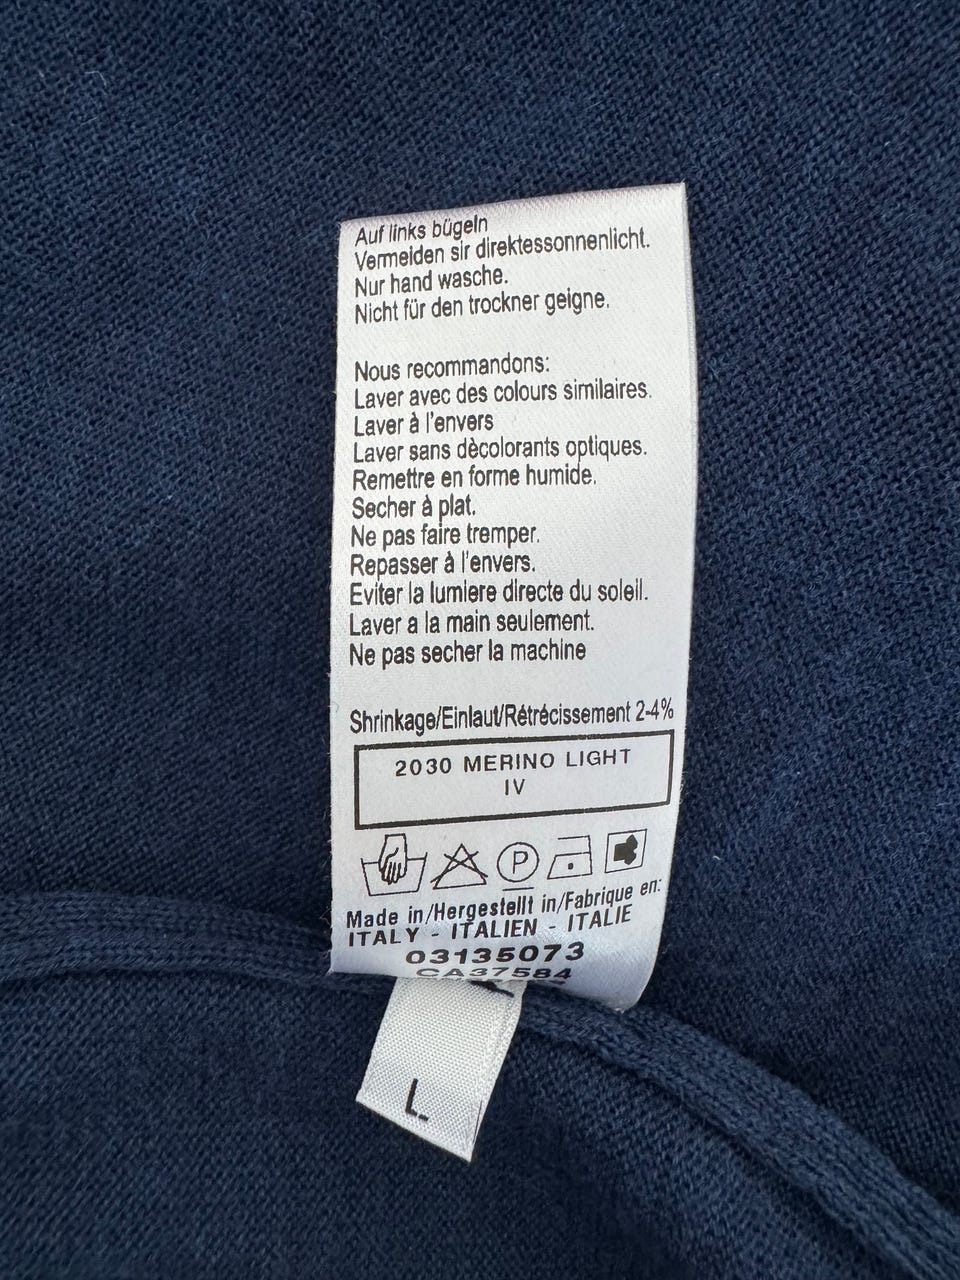 Auf links bügeln
Vermeiden sir direktessonnenlicht.
Nur hand wasche.
Nicht für den trockner geigne.
Nous recommandons:
Laver avec des colours similaires.
Laver à l'envers
Laver sans dècolorants optiques.
Remettre en forme humide.
Secher à plat.
Ne pas faire tremper.
Repasser à l'envers.
Eviter la lumiere directe du soleil.
Laver a la main seulement.
Ne pas secher la machine
Shrinkage/Einlauf/Rétrécissement 2-4%
2030 MERINO LIGHT
IV
P
Made in/Hergestellt in/Fabrique en:
ITALY - ITALIEN - ITALIE
03135073
CA37584
L